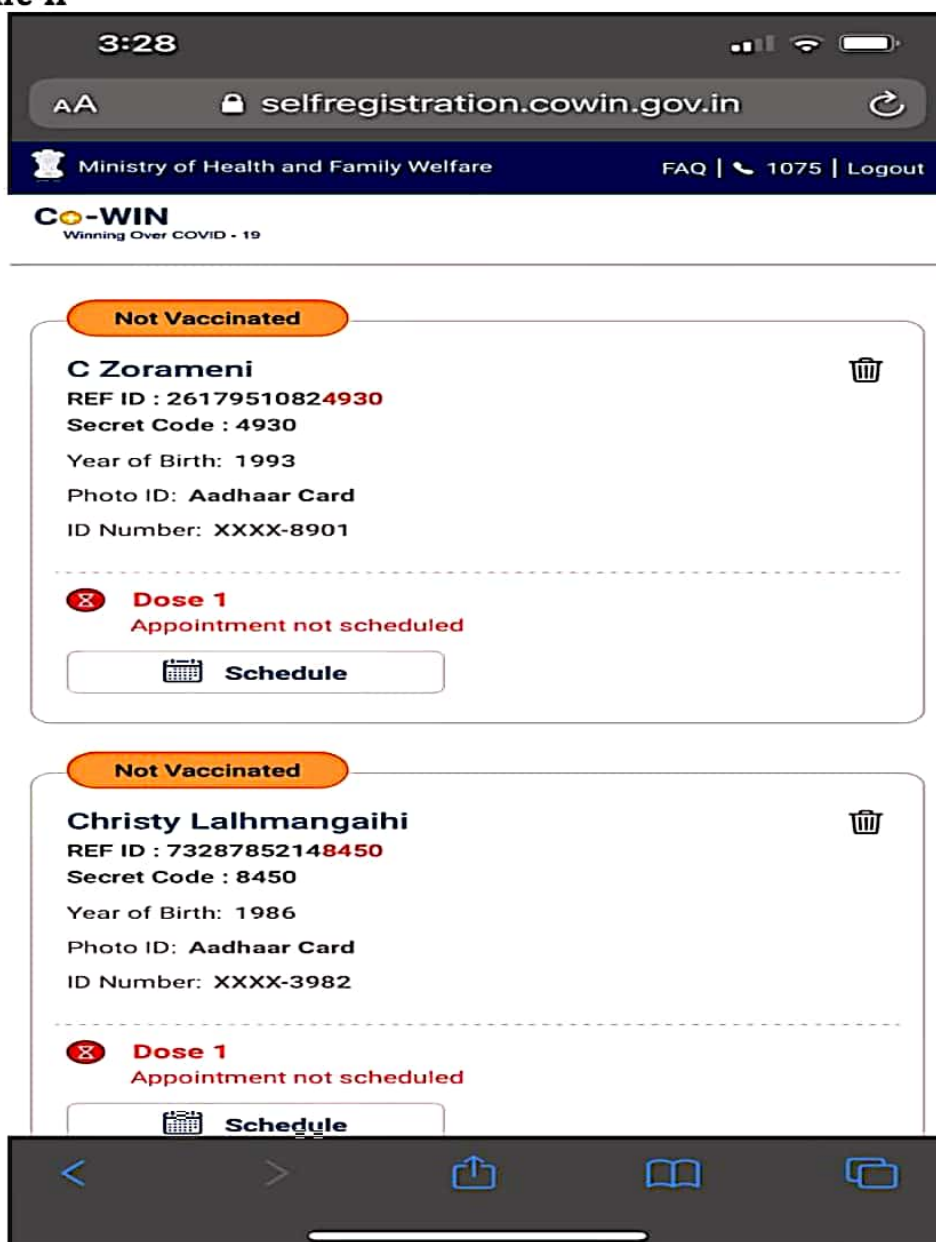 3:28
AA selfregistration.cowin.gov.in
Ministry of Health and Family Welfare FAQ | 1075 | Logout
Co-WIN
Winning Over COVID - 19
Not Vaccinated
C Zorameni
REF ID : 26179510824930
Secret Code : 4930
Year of Birth: 1993
Photo ID: Aadhaar Card
ID Number: XXXX-8901
Dose 1
Appointment not scheduled
Schedule
Not Vaccinated
Christy Lalhmangaihi
REF ID : 73287852148450
Secret Code : 8450
Year of Birth: 1986
Photo ID: Aadhaar Card
ID Number: XXXX-3982
Dose 1
Appointment not scheduled
Schedule